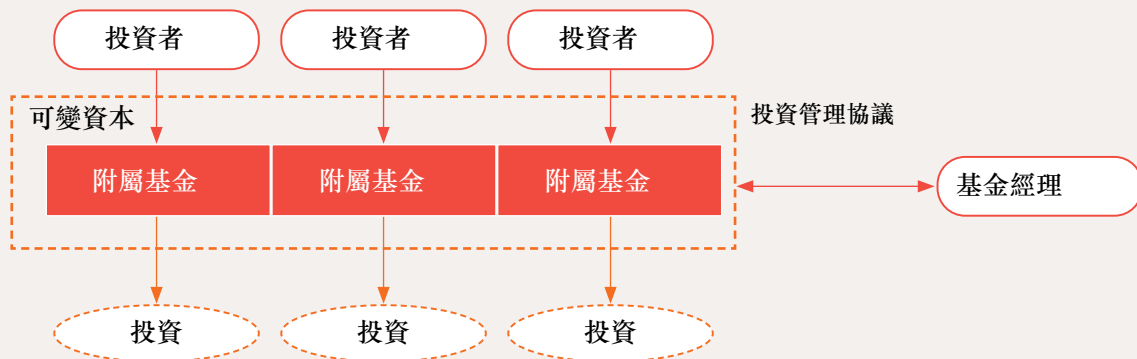 投資者
投資者
投資者
可變資本
投資管理協議
附屬基金
附屬基金
附屬基金
基金經理
投資
投資
投資